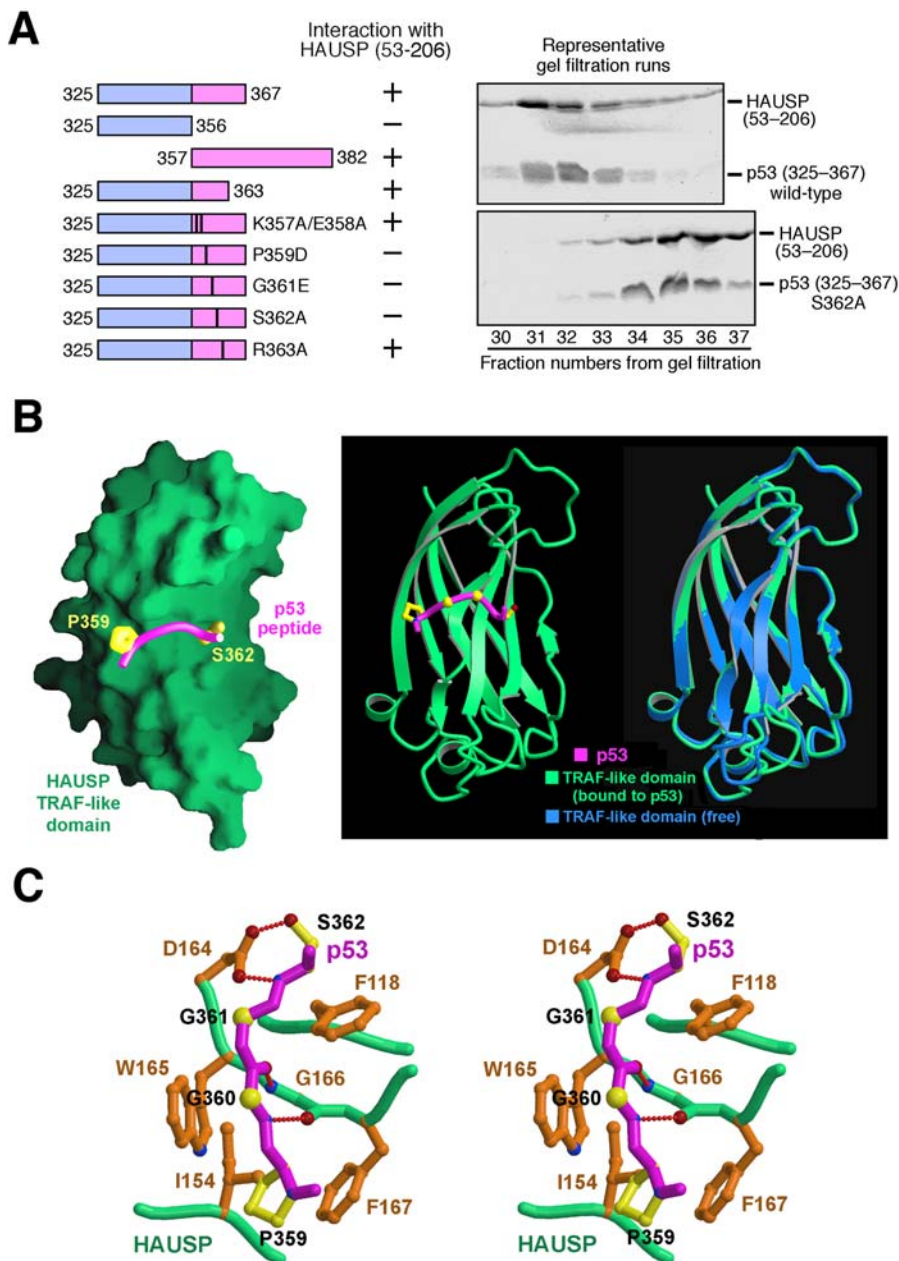 A
Interaction with
HAUSP (53-206)
325 367 +
325 356 −
357 382 +
325 363 +
325 K357A/E358A +
325 P359D −
325 G361E −
325 S362A −
325 R363A +
Representative
gel filtration runs
HAUSP
(53–206)
p53 (325–367)
wild-type
HAUSP
(53–206)
p53 (325–367)
S362A
30 31 32 33 34 35 36 37
Fraction numbers from gel filtration
B
P359
p53
peptide
S362
HAUSP
TRAF-like
domain
p53
TRAF-like domain
(bound to p53)
TRAF-like domain (free)
C
S362
D164
p53
F118
G361
W165
G166
G360
I154
F167
P359
HAUSP
S362
D164
p53
F118
G361
W165
G166
G360
I154
F167
P359
HAUSP